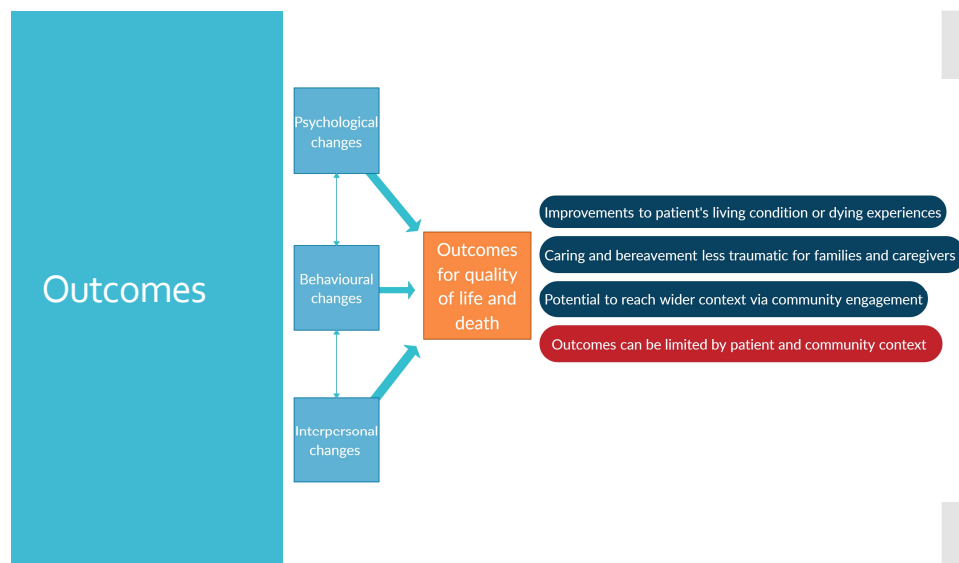 Outcomes
Psychological
changes
Behavioural
changes
Interpersonal
changes
Outcomes
for quality
of life and
death
Improvements to patient's living condition or dying experiences
Caring and bereavement less traumatic for families and caregivers
Potential to reach wider context via community engagement
Outcomes can be limited by patient and community context